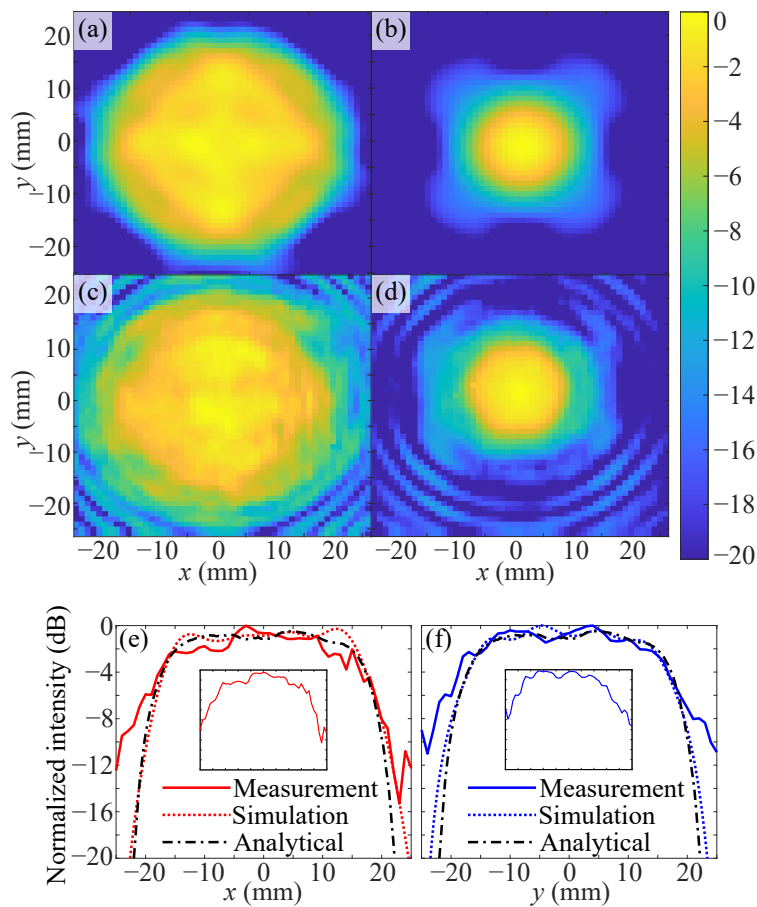 (a) (b) 0
20 −2
10 −4
0
y (mm)
−10 −6
−20 −8
(c) (d) −10
20
10 −12
0 −14
y (mm)
−10 −16
−20 −18
−20 −10 0 10 20 −20 −10 0 10 20 −20
x (mm) x (mm)
0 (e) (f)
−4
−8
−12
−16
−20
Normalized intensity (dB)
Measurement Measurement
Simulation Simulation
Analytical Analytical
−20 −10 0 10 20 −20 −10 0 10 20
x (mm) y (mm)